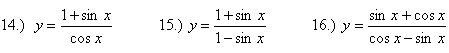 14.) y = (1+sin x)/(cos x) 15.) y = (1+sin x)/(1−sin x) 16.) y = (sin x+cos x)/(cos x−sin x)